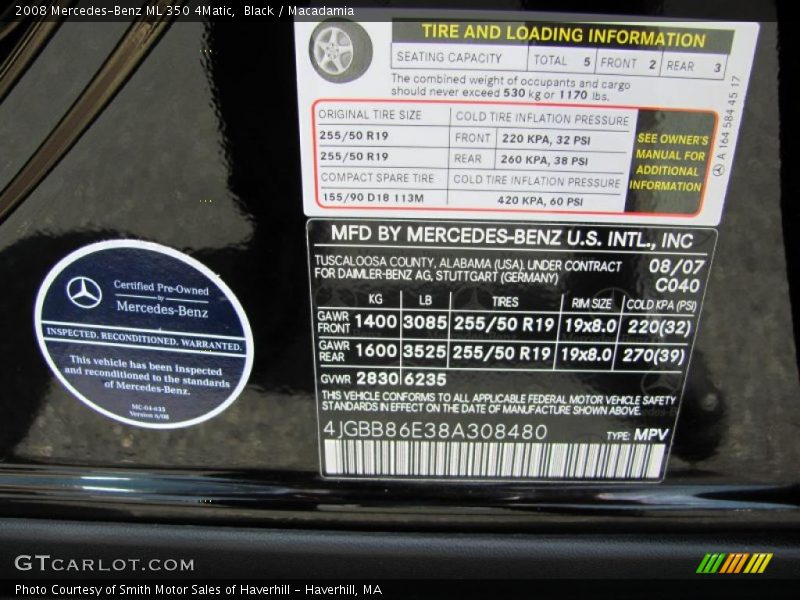 2008 Mercedes-Benz ML 350 4Matic,  Black / Macadamia
TIRE AND LOADING INFORMATION
SEATING CAPACITY TOTAL 5 FRONT 2 REAR 3
The combined weight of occupants and cargo
should never exceed 530 kg or 1170 lbs.
ORIGINAL TIRE SIZE COLD TIRE INFLATION PRESSURE
255/50 R19 FRONT 220 KPA, 32 PSI
255/50 R19 REAR 260 KPA, 38 PSI
COMPACT SPARE TIRE COLD TIRE INFLATION PRESSURE
155/90 D18 113M 420 KPA, 60 PSI
SEE OWNER'S
MANUAL FOR
ADDITIONAL
INFORMATION
A 164 584 45 17
MFD BY MERCEDES-BENZ U.S. INTL., INC
TUSCALOOSA COUNTY, ALABAMA (USA). UNDER CONTRACT
FOR DAIMLER-BENZ AG, STUTTGART (GERMANY)
08/07
C040
KG LB TIRES RIM SIZE COLD KPA (PSI)
GAWR FRONT 1400 3085 255/50 R19 19x8.0 220(32)
GAWR REAR 1600 3525 255/50 R19 19x8.0 270(39)
GVWR 2830 6235
THIS VEHICLE CONFORMS TO ALL APPLICABLE FEDERAL MOTOR VEHICLE SAFETY
STANDARDS IN EFFECT ON THE DATE OF MANUFACTURE SHOWN ABOVE.
4JGBB86E38A308480 TYPE: MPV
Certified Pre-Owned
by
Mercedes-Benz
INSPECTED. RECONDITIONED. WARRANTED.
This vehicle has been inspected
and reconditioned to the standards
of Mercedes-Benz.
MC-04-035
Version 6/08
GTCARLOT.COM
Photo Courtesy of Smith Motor Sales of Haverhill - Haverhill, MA